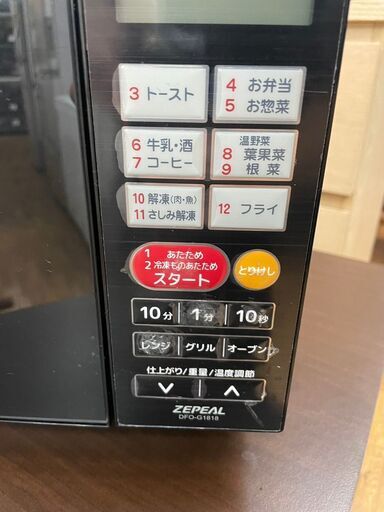 3 トースト
4 お弁当
5 お惣菜
6 牛乳・酒
7 コーヒー
温野菜
8 葉果菜
9 根菜
10 解凍(肉・魚)
11 さしみ解凍
12 フライ
1 あたため
2 冷凍ものあたため
スタート
とりけし
10分 1分 10秒
レンジ グリル オーブン
仕上がり/重量/温度調節
ZEPEAL
DFO-G1818